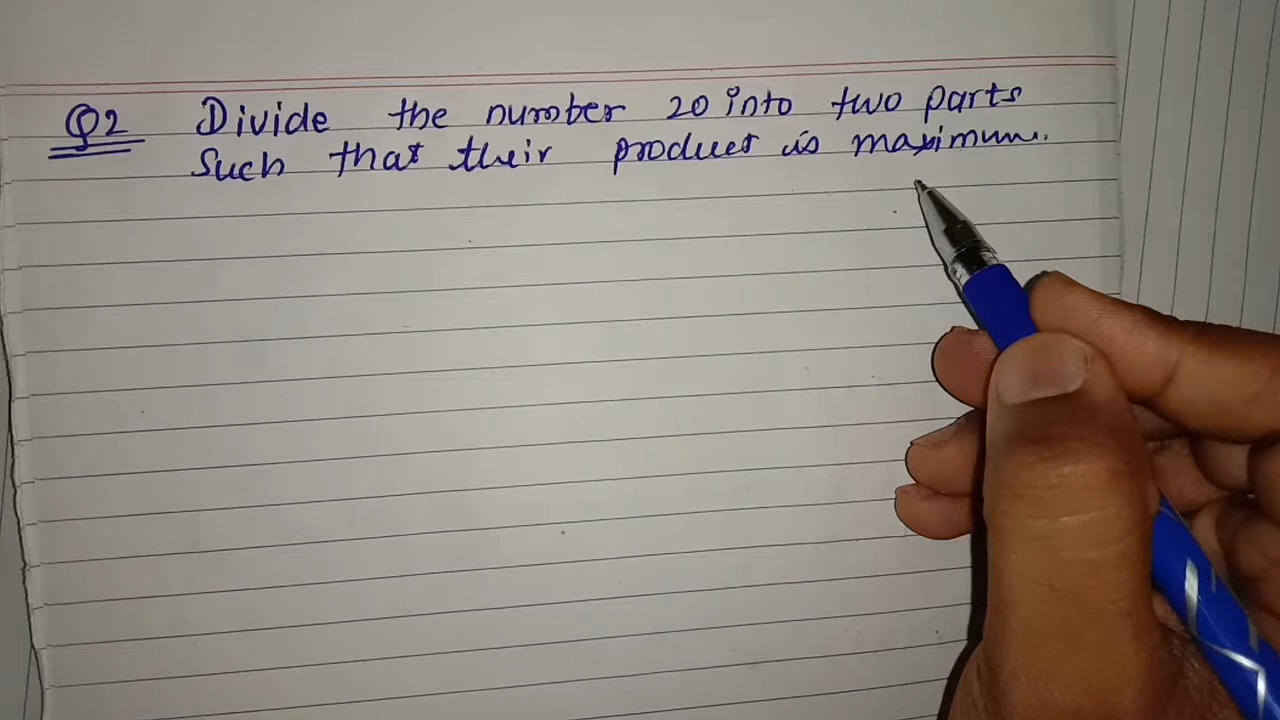 Q2 Divide the number 20 into two parts
Such that their product is maximum.